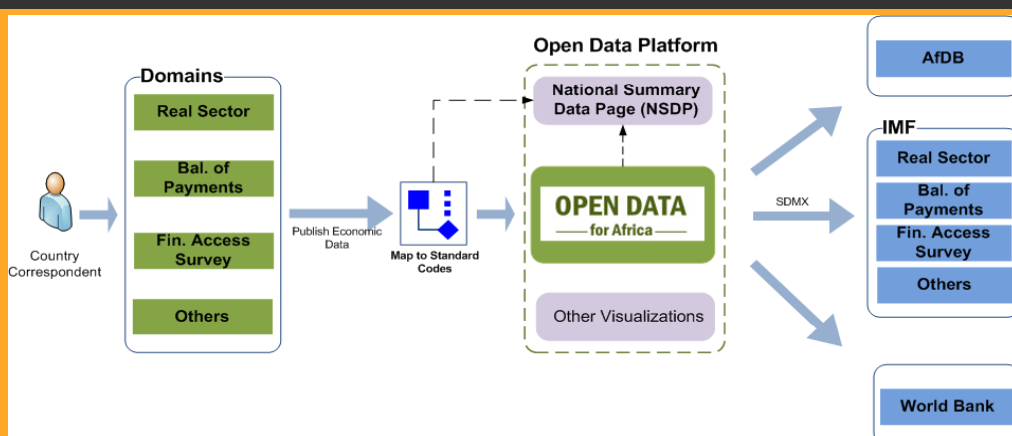 Domains
Real Sector
Bal. of
Payments
Fin. Access
Survey
Others
Country
Correspondent
Publish Economic
Data
Map to Standard
Codes
Open Data Platform
National Summary
Data Page (NSDP)
OPEN DATA
for Africa
Other Visualizations
SDMX
AfDB
IMF
Real Sector
Bal. of
Payments
Fin. Access
Survey
Others
World Bank